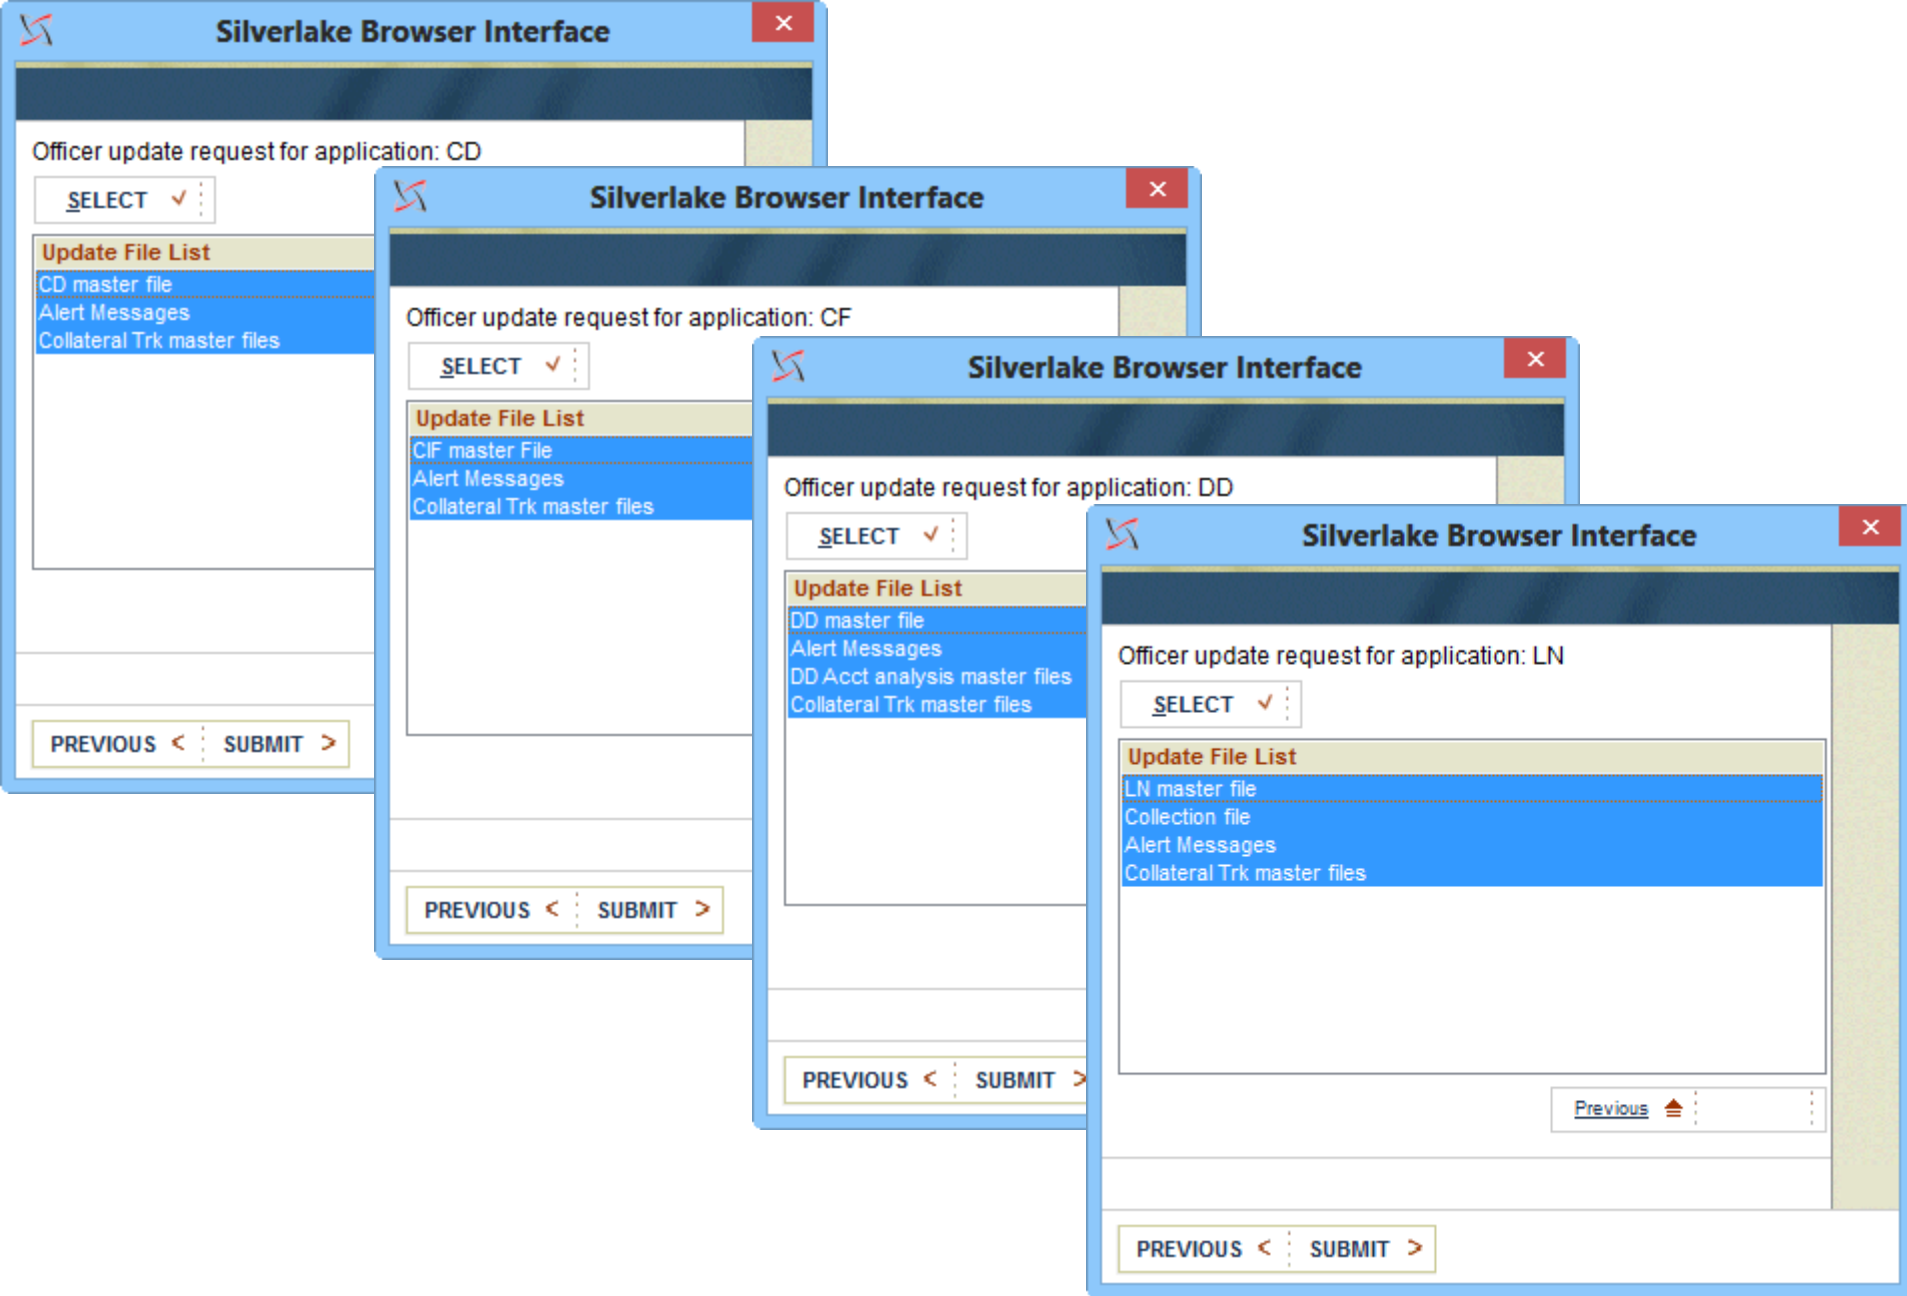 Silverlake Browser Interface
Officer update request for application: CD
SELECT
Update File List
CD master file
Alert Messages
Collateral Trk master files
PREVIOUS < SUBMIT >
Silverlake Browser Interface
Officer update request for application: CF
SELECT
Update File List
CIF master File
Alert Messages
Collateral Trk master files
PREVIOUS < SUBMIT >
Silverlake Browser Interface
Officer update request for application: DD
SELECT
Update File List
DD master file
Alert Messages
DD Acct analysis master files
Collateral Trk master files
PREVIOUS < SUBMIT >
Silverlake Browser Interface
Officer update request for application: LN
SELECT
Update File List
LN master file
Collection file
Alert Messages
Collateral Trk master files
Previous
PREVIOUS < SUBMIT >